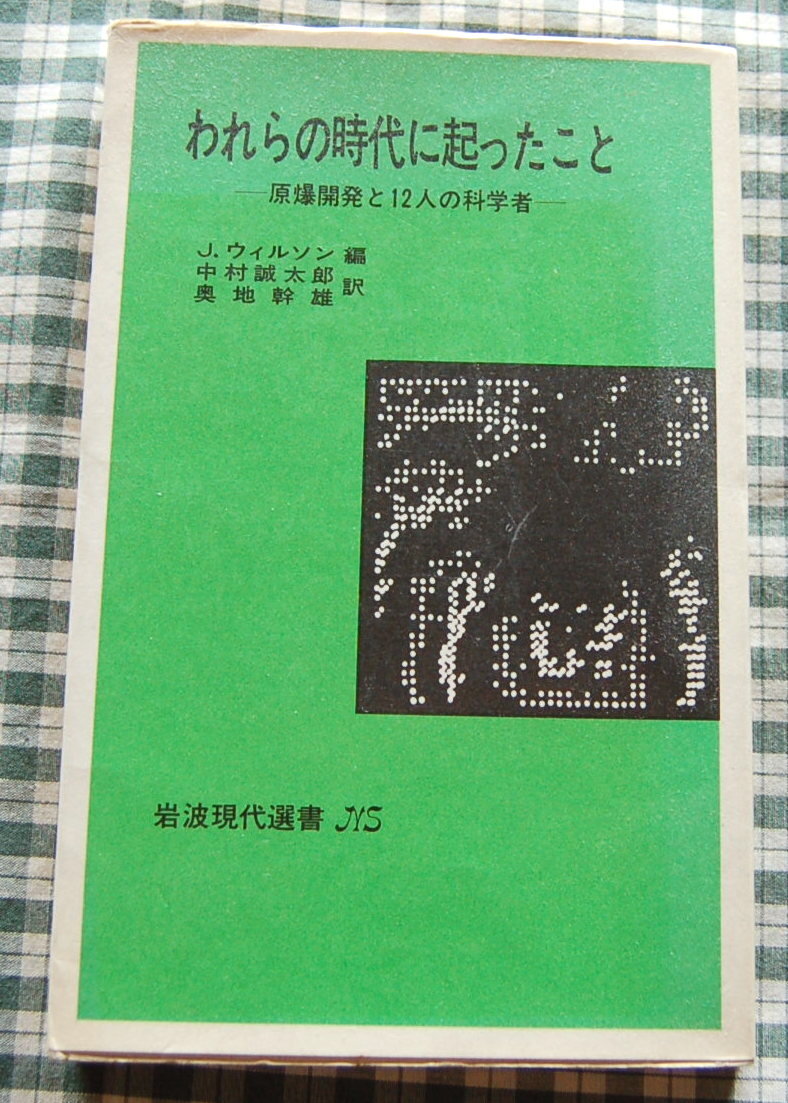 われらの時代に起ったこと
—原爆開発と12人の科学者—
J. ウィルソン 編
中村誠太郎
奥地幹雄 訳
岩波現代選書 NS